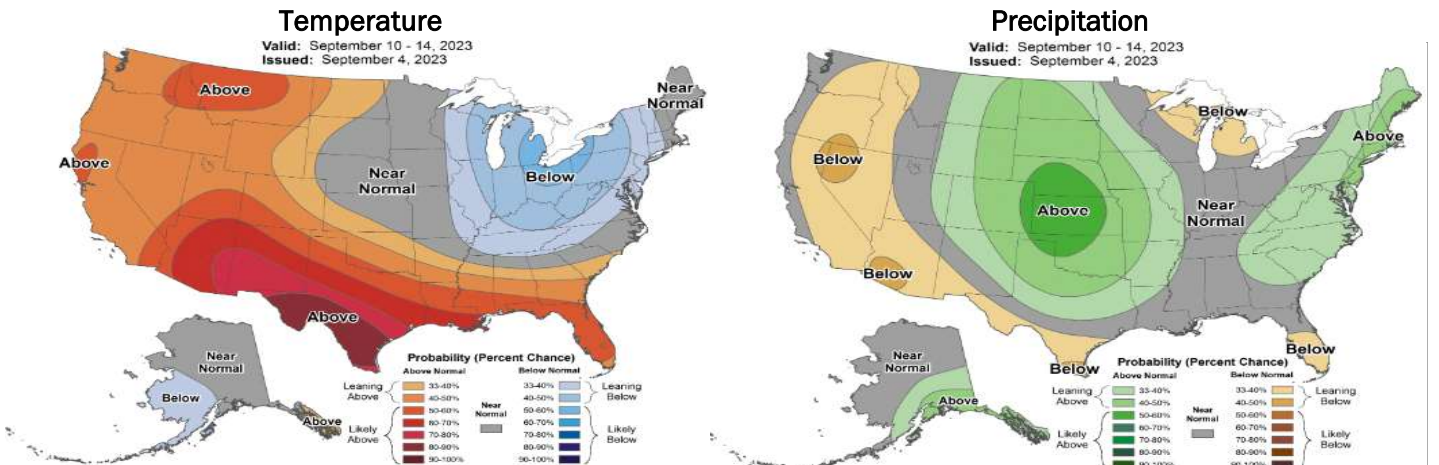 Temperature
Valid: September 10 - 14, 2023
Issued: September 4, 2023
Above
Near
Normal
Above
Near
Normal
Below
Above
Near
Normal
Below
Above
Probability (Percent Chance)
Above Normal
Below Normal
Leaning
Above
33-40%
40-50%
Likely
Above
50-60%
60-70%
70-80%
80-90%
90-100%
Near
Normal
33-40%
40-50%
Leaning
Below
50-60%
60-70%
70-80%
80-90%
90-100%
Likely
Below
Precipitation
Valid: September 10 - 14, 2023
Issued: September 4, 2023
Below
Above
Below
Above
Near
Normal
Below
Below
Below
Near
Normal
Above
Probability (Percent Chance)
Above Normal
Below Normal
Leaning
Above
33-40%
40-50%
Likely
Above
50-60%
60-70%
70-80%
80-90%
90-100%
Near
Normal
33-40%
40-50%
Leaning
Below
50-60%
60-70%
70-80%
80-90%
90-100%
Likely
Below